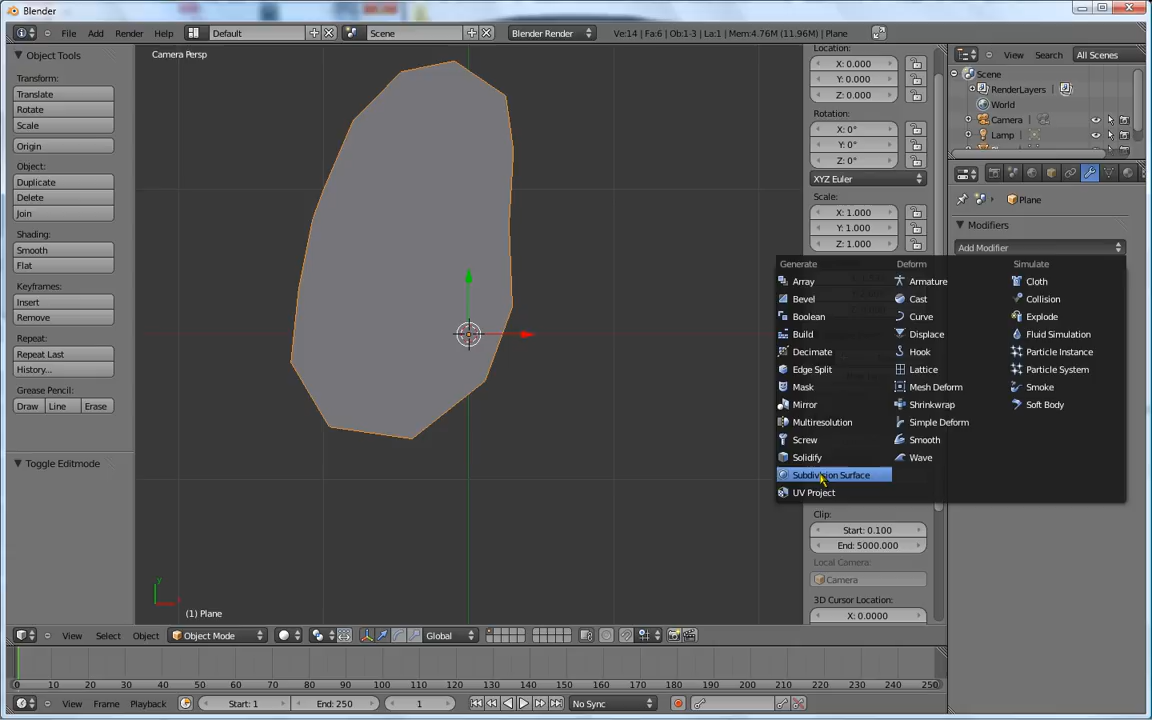 Blender
File Add Render Help Default Scene Blender Render Ve:14 | Fa:6 | Ob:1-3 | La:1 | Mem:4.76M (11.96M) | Plane
Object Tools
Transform:
Translate
Rotate
Scale
Origin
Object:
Duplicate
Delete
Join
Shading:
Smooth
Flat
Keyframes:
Insert
Remove
Repeat:
Repeat Last
History...
Grease Pencil:
Draw Line Erase
Toggle Editmode
Camera Persp
y
(1) Plane
Location:
X: 0.000
Y: 0.000
Z: 0.000
Rotation:
X: 0°
Y: 0°
Z: 0°
XYZ Euler
Scale:
X: 1.000
Y: 1.000
Z: 1.000
View Search All Scenes
Scene
RenderLayers
World
Camera
Lamp
Plane
Modifiers
Add Modifier
Generate Deform Simulate
Array Armature Cloth
Bevel Cast Collision
Boolean Curve Explode
Build Displace Fluid Simulation
Decimate Hook Particle Instance
Edge Split Lattice Particle System
Mask Mesh Deform Smoke
Mirror Shrinkwrap Soft Body
Multiresolution Simple Deform
Screw Smooth
Solidify Wave
Subdivision Surface
UV Project
Clip:
Start: 0.100
End: 5000.000
Local Camera:
Camera
3D Cursor Location:
X: 0.0000
View Select Object Object Mode Global
0 10 20 30 40 50 60 70 80 90 100 110 120 130 140 150 160 170 180 190 200 210 220 230 240 250
View Frame Playback Start: 1 End: 250 1 No Sync